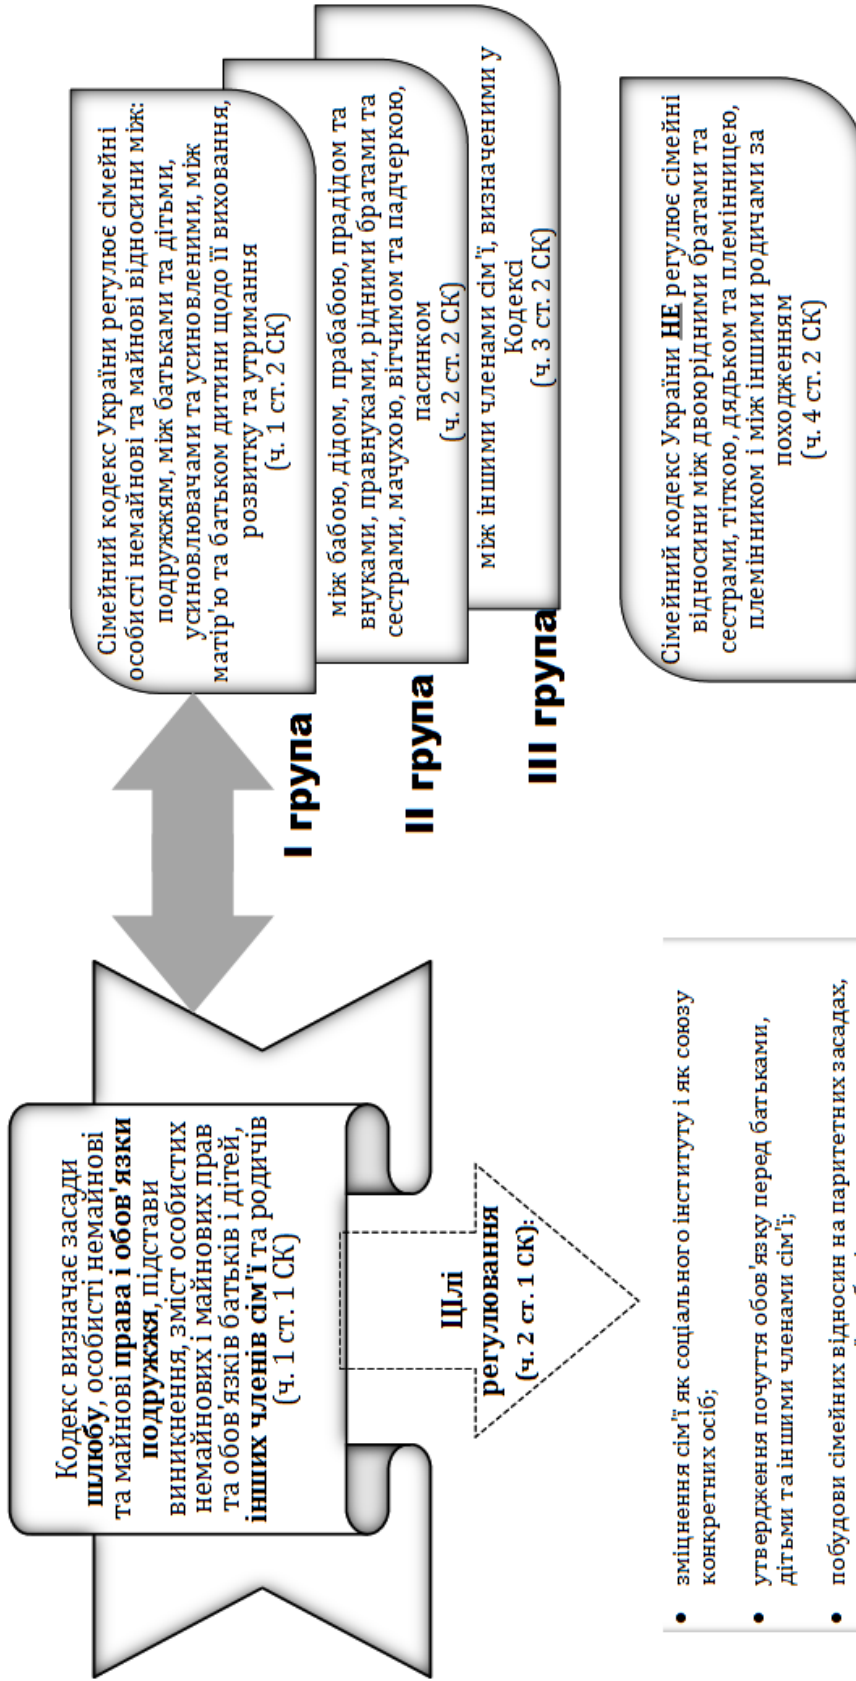 Кодекс визначає засади
шлюбу, особисті немайнові
та майнові права і обов'язки
подружжя, підстави
виникнення, зміст особистих
немайнових і майнових прав
та обов'язків батьків і дітей,
інших членів сім'ї та родичів
(ч. 1 ст. 1 СК)
Цілі
регулювання
(ч. 2 ст. 1 СК):
• зміцнення сім'ї як соціального інституту і як союзу
конкретних осіб;
• утвердження почуття обов'язку перед батьками,
дітьми та іншими членами сім'ї;
• побудови сімейних відносин на паритетних засадах,
Сімейний кодекс України регулює сімейні
особисті немайнові та майнові відносини між:
подружжям, між батьками та дітьми,
усиновлювачами та усиновленими, між
матір'ю та батьком дитини щодо її виховання,
розвитку та утримання
(ч. 1 ст. 2 СК)
І група
між бабою, дідом, прабабою, прадідом та
внуками, правнуками, рідними братами та
сестрами, мачухою, вітчимом та падчеркою,
пасинком
(ч. 2 ст. 2 СК)
ІІ група
між іншими членами сім'ї, визначеними у
Кодексі
(ч. 3 ст. 2 СК)
ІІІ група
Сімейний кодекс України НЕ регулює сімейні
відносини між двоюрідними братами та
сестрами, тіткою, дядьком та племінницею,
племінником і між іншими родичами за
походженням
(ч. 4 ст. 2 СК)